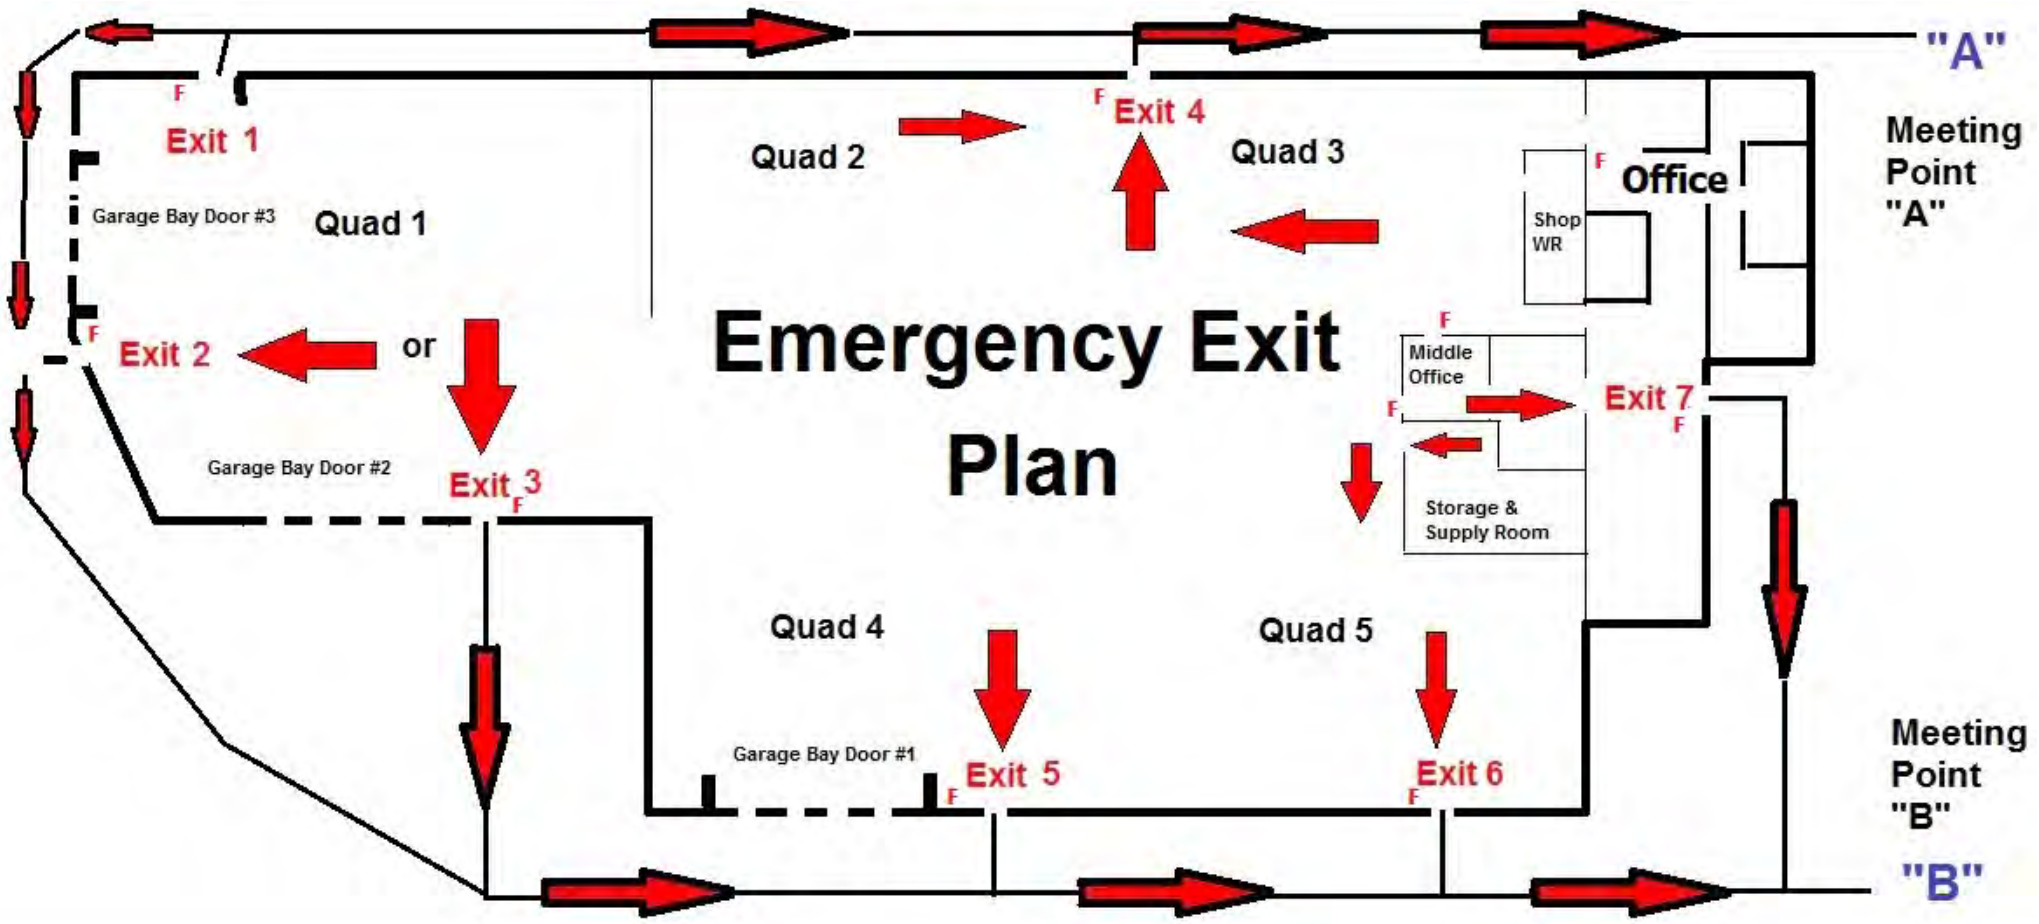 "A"
F
Exit 1
F
Exit 4
Meeting
Point
"A"
Quad 2
Quad 3
F
Office
Garage Bay Door #3
Quad 1
Shop
WR
F
Exit 2
or
Emergency Exit
Plan
F
Middle
Office
F
Exit 7
F
Garage Bay Door #2
Exit 3
F
Storage &
Supply Room
Quad 4
Quad 5
Garage Bay Door #1
Exit 5
F
Exit 6
F
Meeting
Point
"B"
"B"